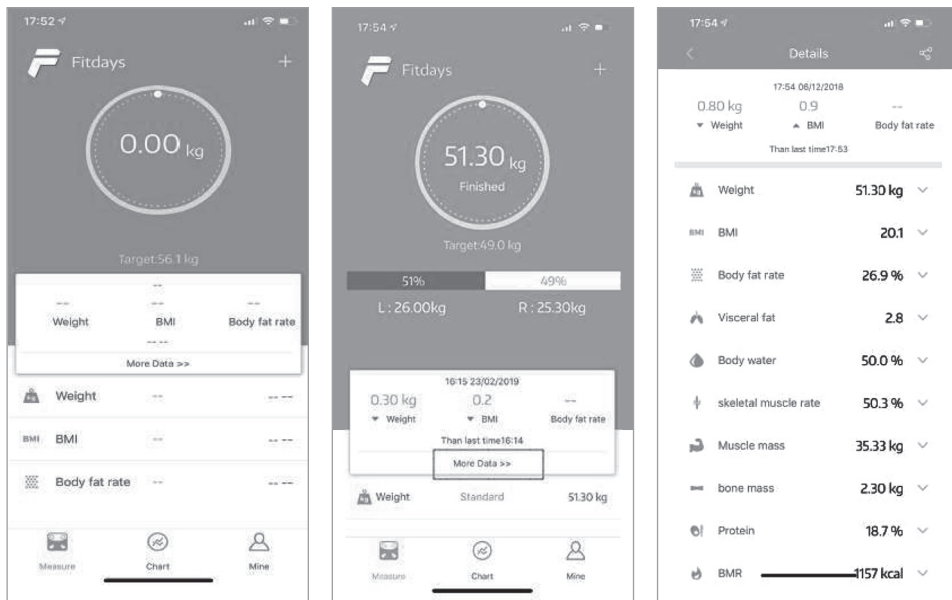 17:52
Fitdays
+
0.00 kg
Target:56.1 kg
--
-- -- --
Weight BMI Body fat rate
-- --
More Data >>
Weight -- -- --
BMI BMI -- -- --
Body fat rate -- -- --
Measure Chart Mine
17:54
Fitdays
+
51.30 kg
Finished
Target:49.0 kg
51% 49%
L : 26.00kg R : 25.30kg
16:15 23/02/2019
0.30 kg 0.2 --
Weight BMI Body fat rate
Than last time16:14
More Data >>
Weight Standard 51.30 kg
Measure Chart Mine
17:54
Details
17:54 06/12/2018
0.80 kg 0.9 --
Weight BMI Body fat rate
Than last time17:53
Weight 51.30 kg
BMI BMI 20.1
Body fat rate 26.9 %
Visceral fat 2.8
Body water 50.0 %
skeletal muscle rate 50.3 %
Muscle mass 35.33 kg
bone mass 2.30 kg
Protein 18.7 %
BMR 1157 kcal